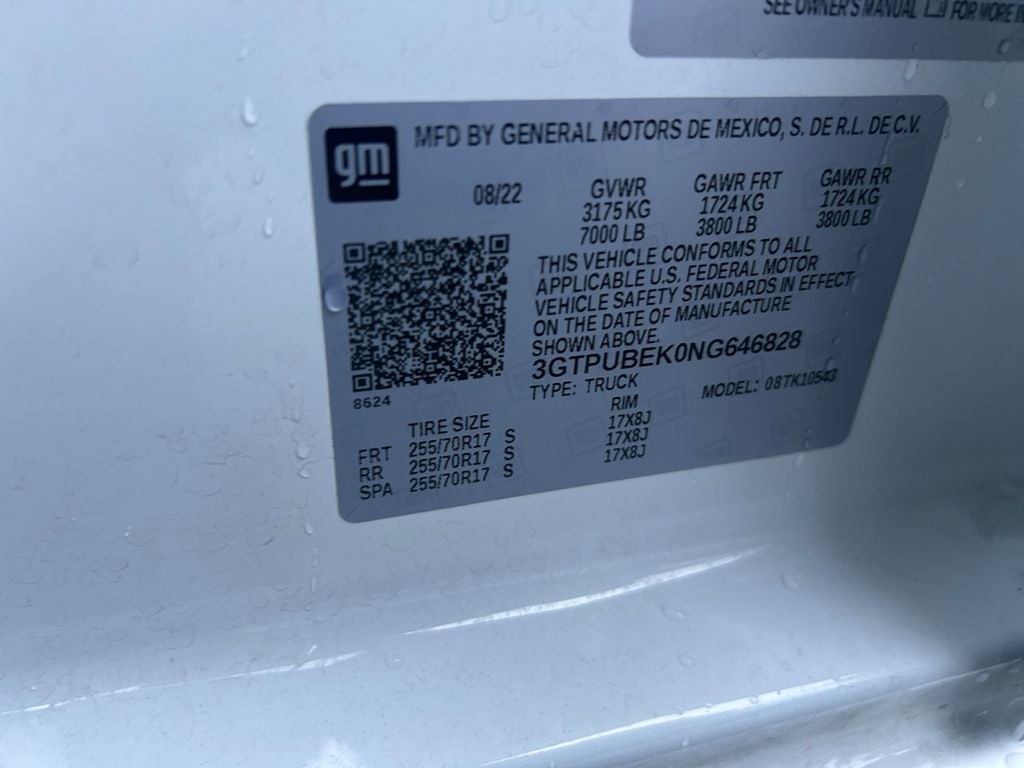 SEE OWNER'S MANUAL FOR MORE
gm
MFD BY GENERAL MOTORS DE MEXICO, S. DE R.L. DE C.V.
08/22 GVWR GAWR FRT GAWR RR
3175 KG 1724 KG 1724 KG
7000 LB 3800 LB 3800 LB
THIS VEHICLE CONFORMS TO ALL
APPLICABLE U.S. FEDERAL MOTOR
VEHICLE SAFETY STANDARDS IN EFFECT
ON THE DATE OF MANUFACTURE
SHOWN ABOVE.
3GTPUBEK0NG646828
TYPE: TRUCK MODEL: 08TK10543
8624
TIRE SIZE RIM
FRT 255/70R17 S 17X8J
RR 255/70R17 S 17X8J
SPA 255/70R17 S 17X8J